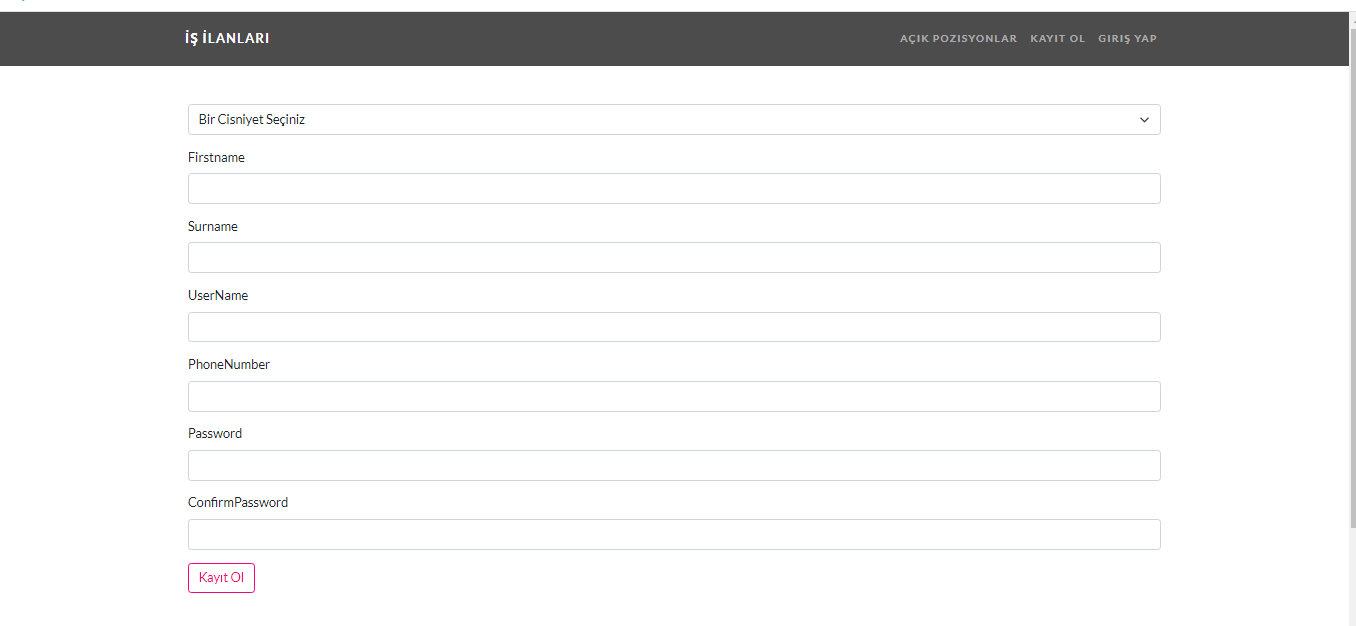 İŞ İLANLARI
AÇIK POZISYONLAR KAYIT OL GIRIŞ YAP
Bir Cisniyet Seçiniz
Firstname
Surname
UserName
PhoneNumber
Password
ConfirmPassword
Kayıt Ol